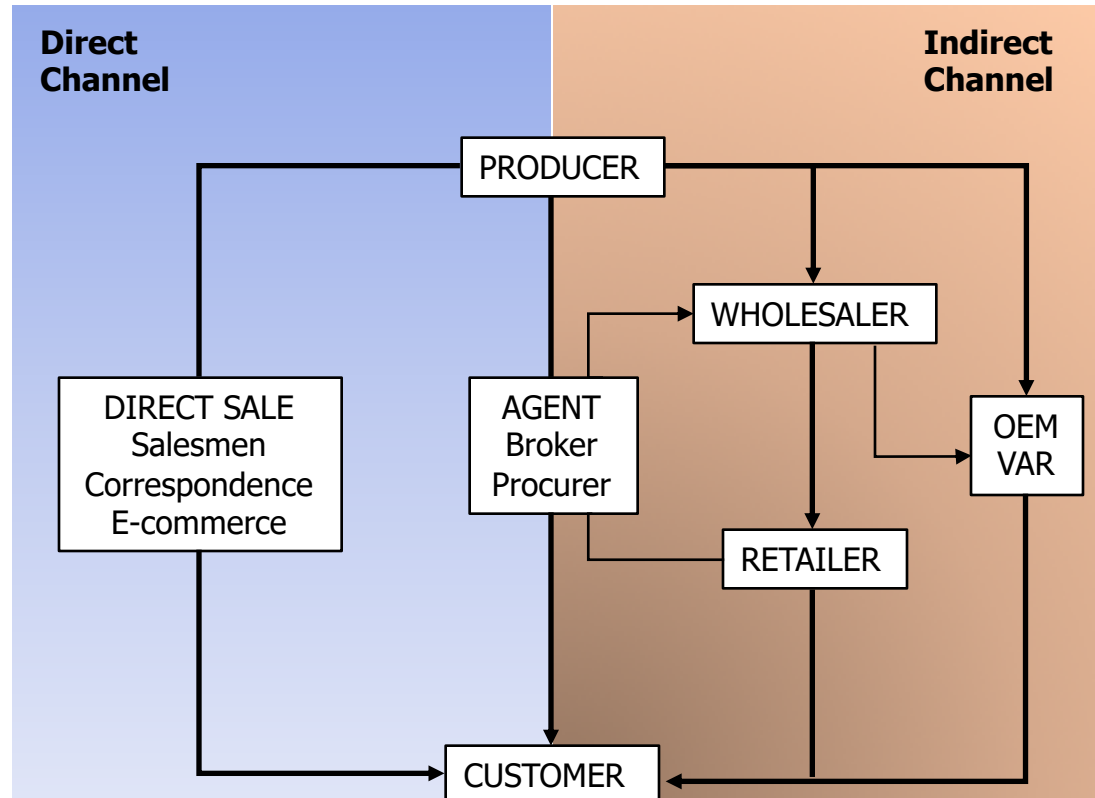 Direct
Channel
Indirect
Channel
PRODUCER
WHOLESALER
DIRECT SALE
Salesmen
Correspondence
E-commerce
AGENT
Broker
Procurer
OEM
VAR
RETAILER
CUSTOMER